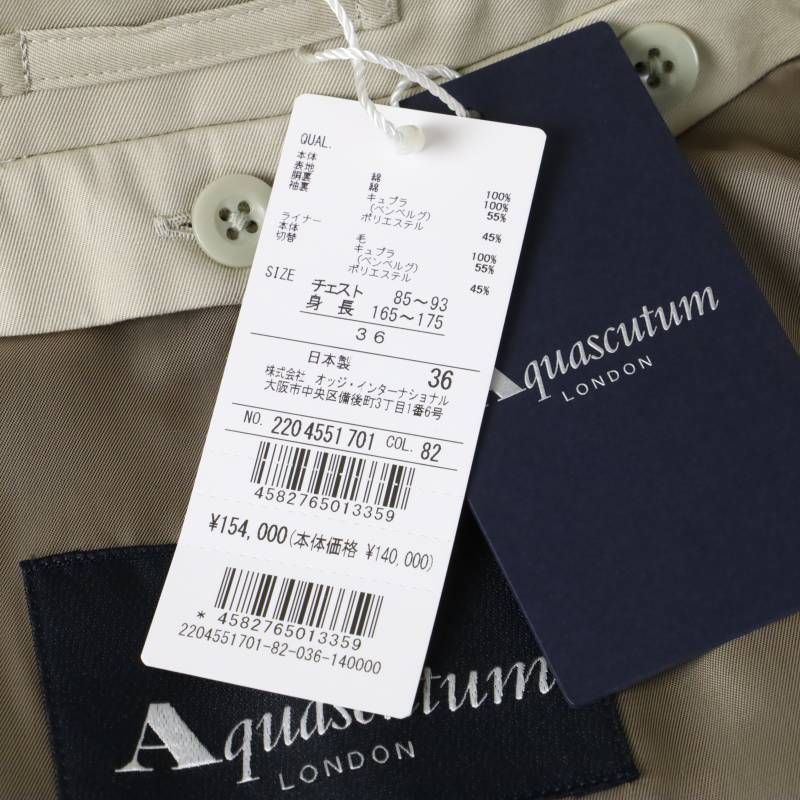 QUAL.
本体
表地 綿 100%
胴裏 綿 100%
袖裏 キュプラ 55%
(ベンベルグ)
ポリエステル 45%
ライナー
本体 毛 100%
切替 キュプラ 55%
(ベンベルグ)
ポリエステル 45%
SIZE チェスト 85〜93
身長 165〜175
36
日本製 36
株式会社 オッジ・インターナショナル
大阪市中央区備後町3丁目1番6号
NO. 2204551701 COL. 82
4582765013359
¥154,000(本体価格 ¥140,000)
* 4582765013359
2204551701-82-036-140000
Aquascutum
LONDON
Aquascutum
LONDON